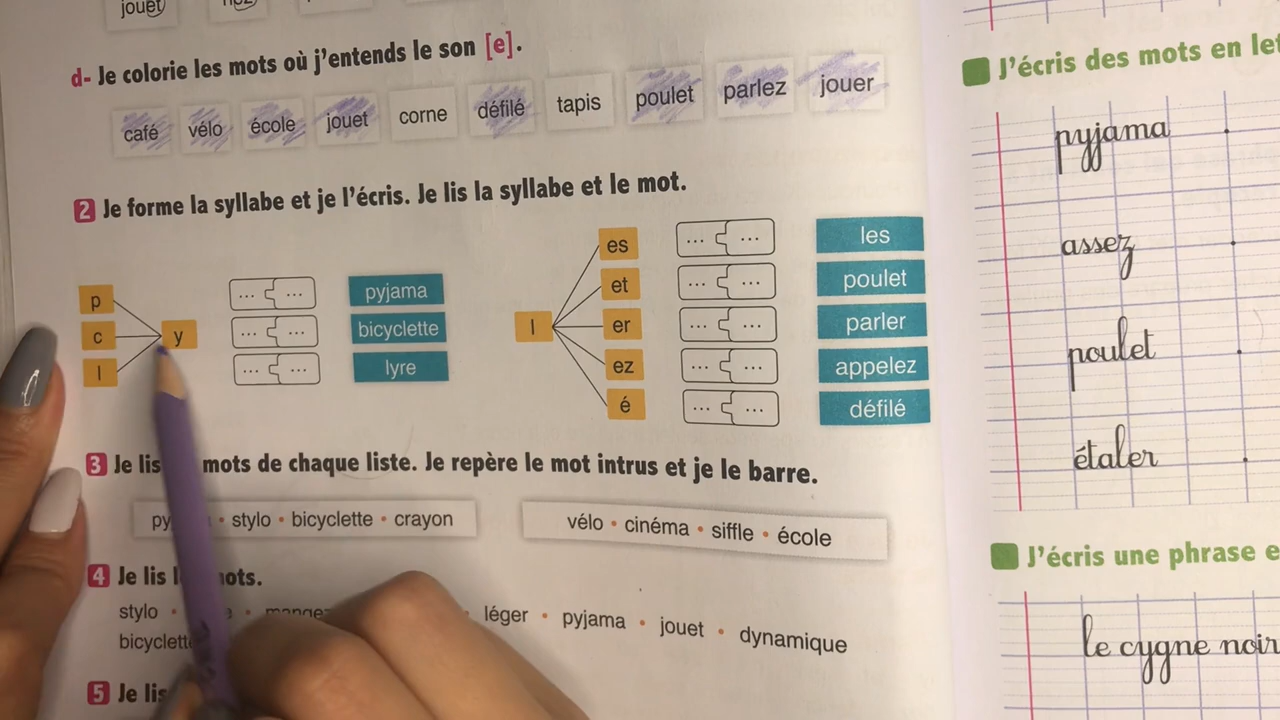 jouet
d- Je colorie les mots où j'entends le son [e].
café vélo école jouet corne défilé tapis poulet parlez jouer
2 Je forme la syllabe et je l'écris. Je lis la syllabe et le mot.
p
c
l
y
... ...
... ...
... ...
pyjama
bicyclette
lyre
l
es
et
er
ez
é
... ...
... ...
... ...
... ...
... ...
les
poulet
parler
appelez
défilé
3 Je lis mots de chaque liste. Je repère le mot intrus et je le barre.
• stylo • bicyclette • crayon
vélo • cinéma • siffle • école
4 Je lis
stylo • • • léger • pyjama • jouet • dynamique
5 Je lis
J'écris des mots en
pyjama
assez
poulet
étaler
J'écris une phrase
le cygne noir